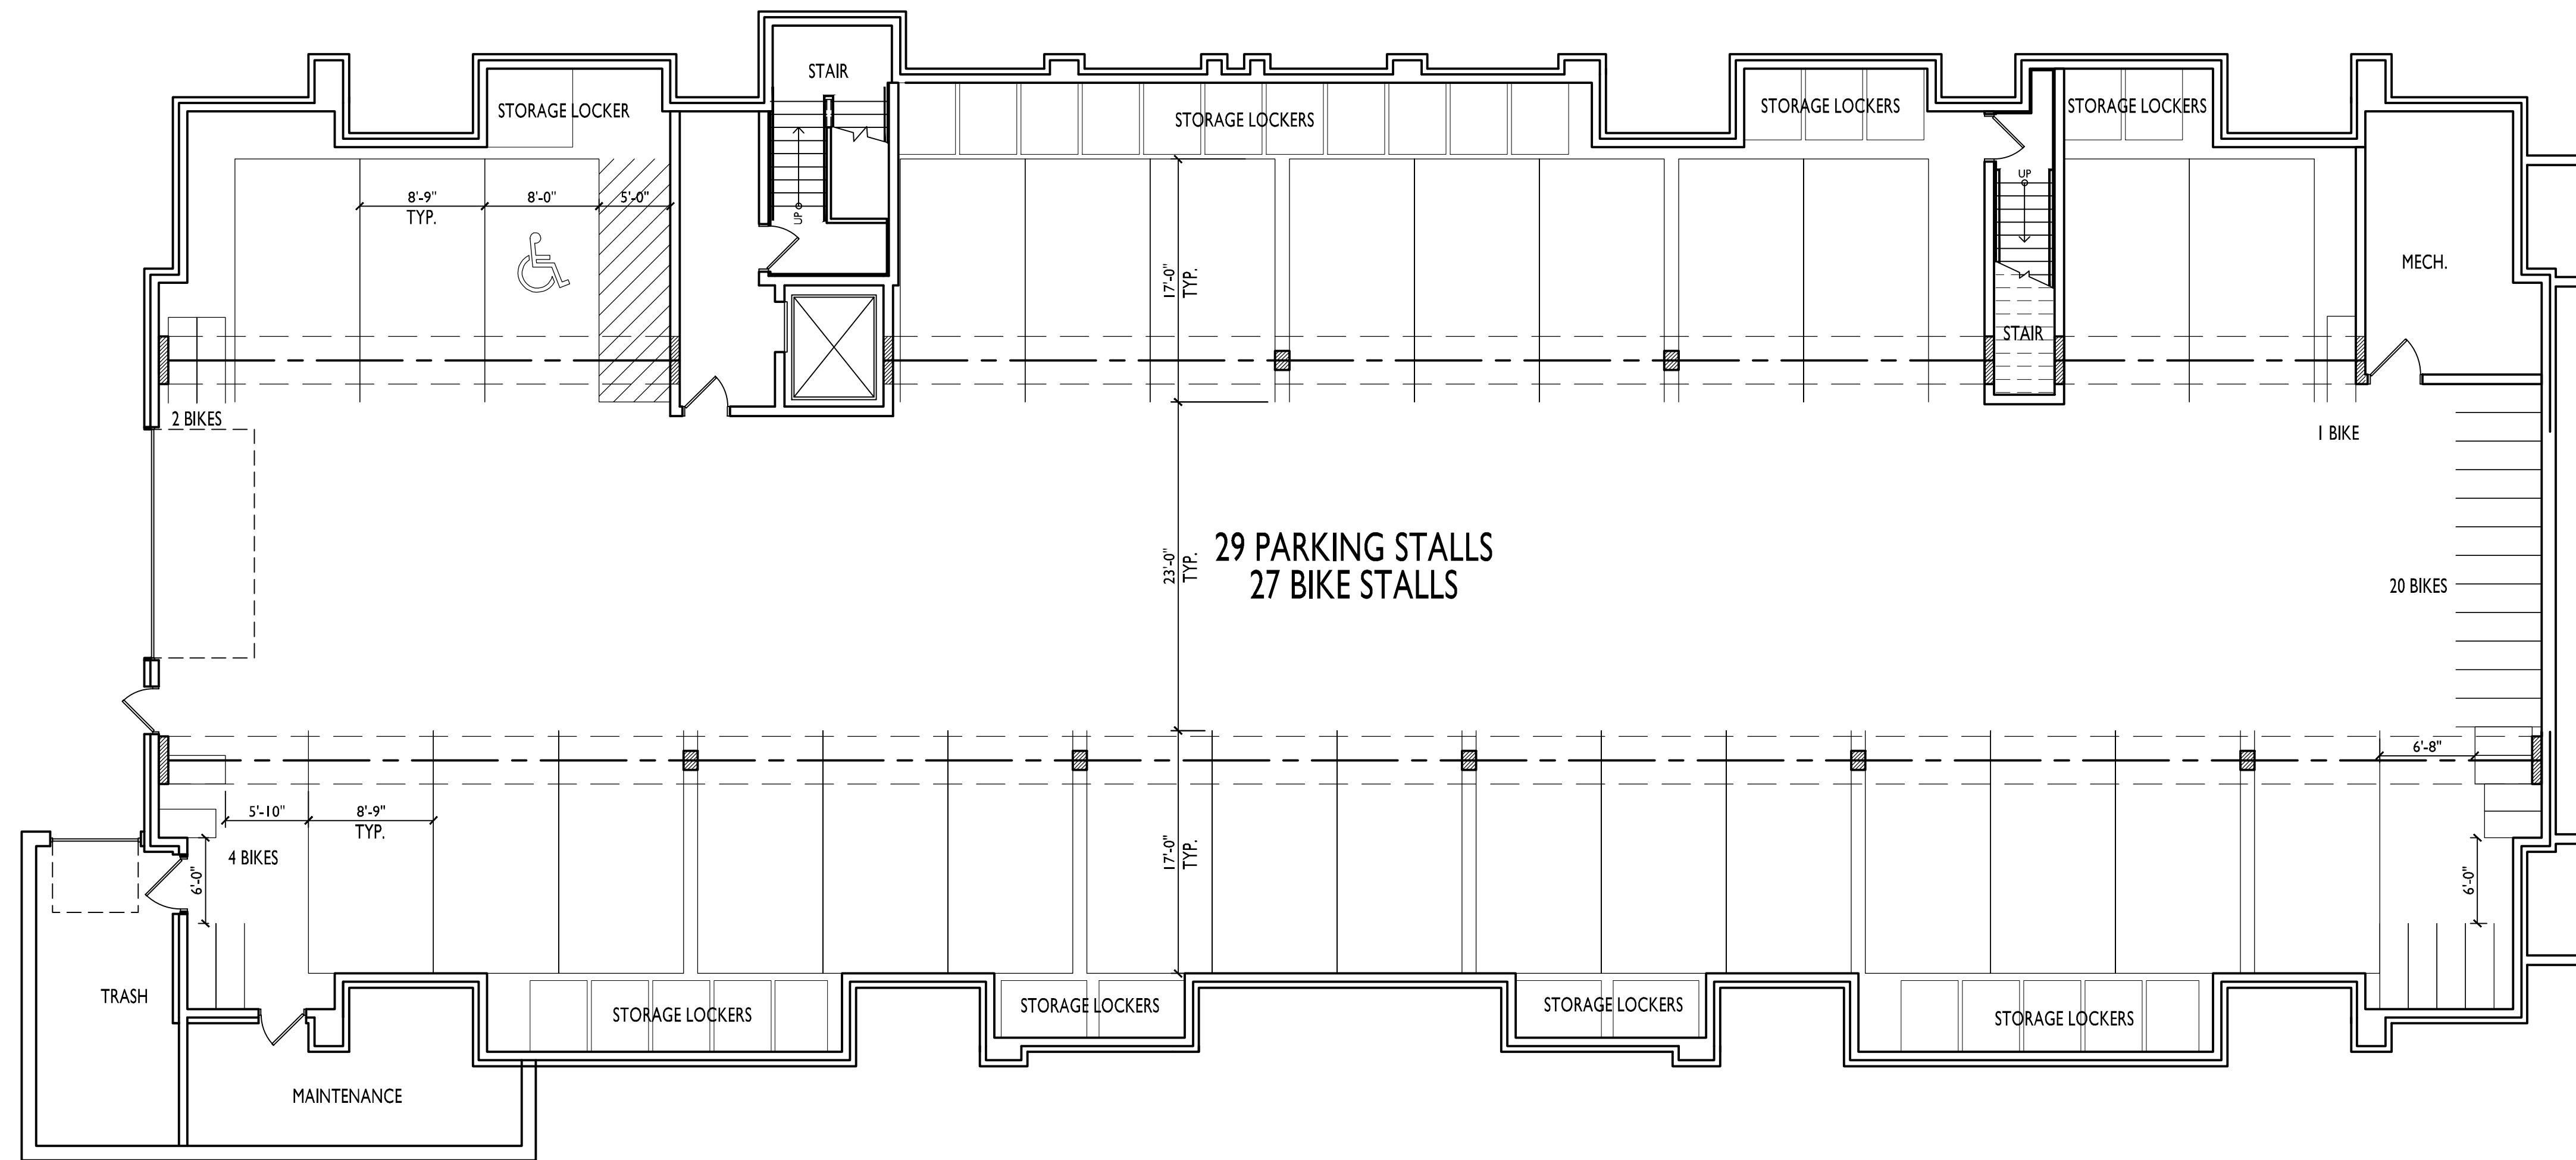 STAIR
STORAGE LOCKER
STORAGE LOCKERS
STORAGE LOCKERS
STORAGE LOCKERS
8'-9"
TYP.
8'-0"
5'-0"
UP
UP
17'-0"
TYP.
MECH.
STAIR
2 BIKES
1 BIKE
29 PARKING STALLS
27 BIKE STALLS
23'-0"
TYP.
20 BIKES
6'-8"
5'-10"
8'-9"
TYP.
17'-0"
TYP.
4 BIKES
6'-0"
6'-0"
TRASH
STORAGE LOCKERS
STORAGE LOCKERS
STORAGE LOCKERS
STORAGE LOCKERS
MAINTENANCE